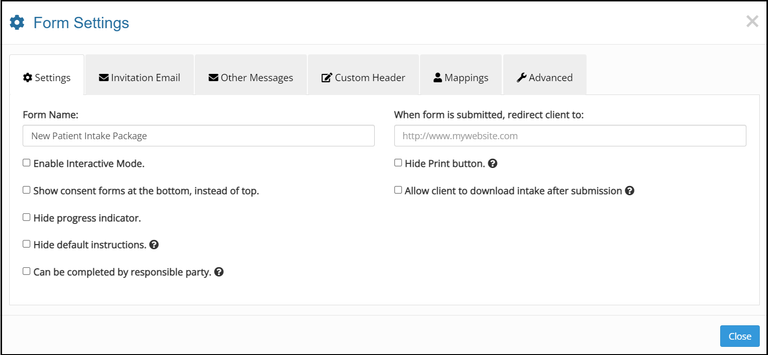 Form Settings
×
Settings
Invitation Email
Other Messages
Custom Header
Mappings
Advanced
Form Name:
New Patient Intake Package
Enable Interactive Mode.
Show consent forms at the bottom, instead of top.
Hide progress indicator.
Hide default instructions. ?
Can be completed by responsible party. ?
When form is submitted, redirect client to:
http://www.mywebsite.com
Hide Print button. ?
Allow client to download intake after submission ?
Close